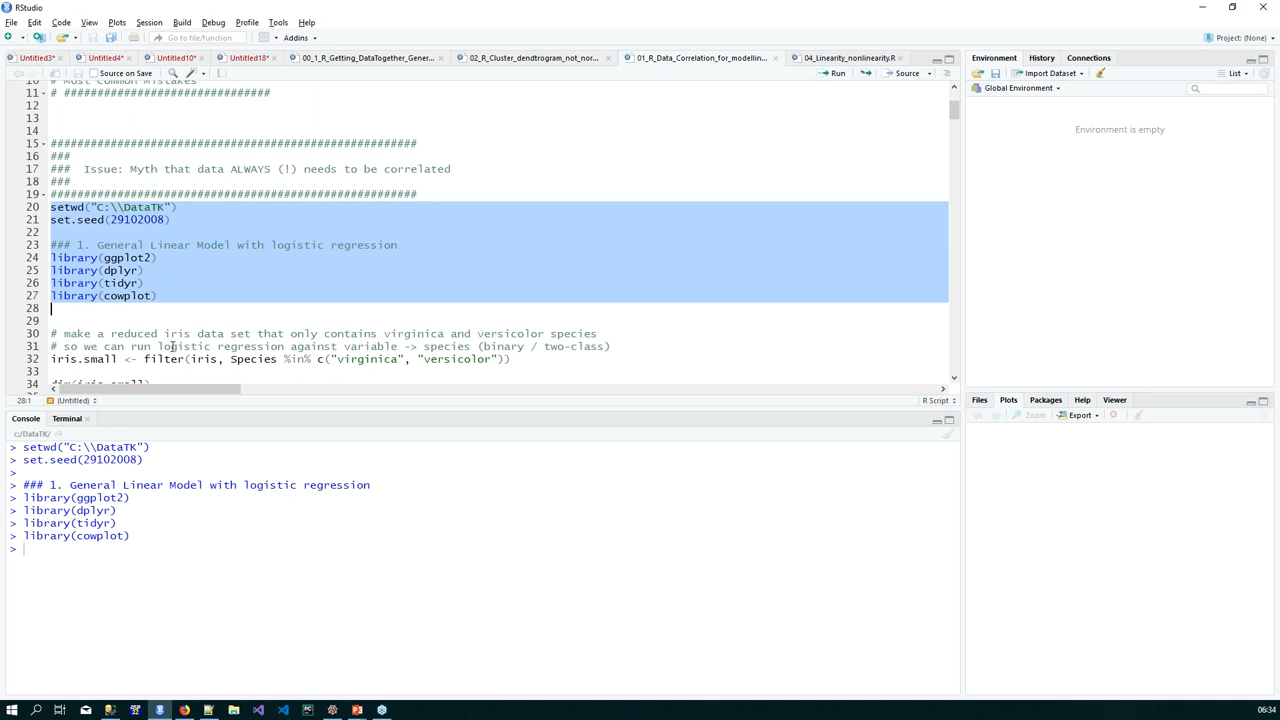 RStudio
File Edit Code View Plots Session Build Debug Profile Tools Help
Go to file/function Addins Project: (None)
Untitled3* Untitled4* Untitled10* Untitled18* 00_1_R_Getting_DataTogether_Gener... 02_R_Cluster_dendtrogram_not_nor... 01_R_Data_Correlation_for_modellin... 04_Linearity_nonlinearity.R
Source on Save Run Source
10 # Most Common Mistakes
11 # ###############################
12
13
14
15 #####################################################
16 ###
17 ### Issue: Myth that data ALWAYS (!) needs to be correlated
18 ###
19 #####################################################
20 setwd("C:\\DataTK")
21 set.seed(29102008)
22
23 ### 1. General Linear Model with logistic regression
24 library(ggplot2)
25 library(dplyr)
26 library(tidyr)
27 library(cowplot)
28
29
30 # make a reduced iris data set that only contains virginica and versicolor species
31 # so we can run logistic regression against variable -> species (binary / two-class)
32 iris.small <- filter(iris, Species %in% c("virginica", "versicolor"))
33
34 dim(iris.small)
28:1 (Untitled) R Script
Console Terminal
c:/DataTK/
> setwd("C:\\DataTK")
> set.seed(29102008)
>
> ### 1. General Linear Model with logistic regression
> library(ggplot2)
> library(dplyr)
> library(tidyr)
> library(cowplot)
>
Environment History Connections
Import Dataset List
Global Environment
Environment is empty
Files Plots Packages Help Viewer
Zoom Export
06:34